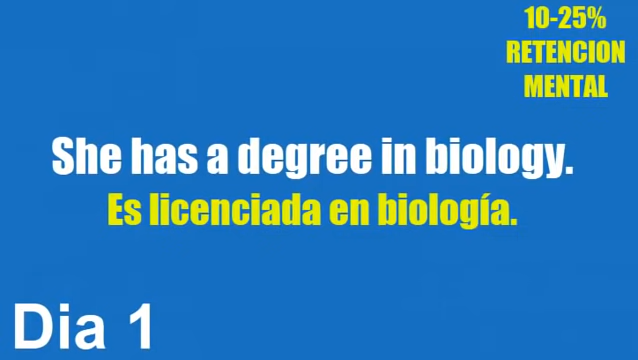 10-25%
RETENCION
MENTAL
She has a degree in biology.
Es licenciada en biología.
Dia 1